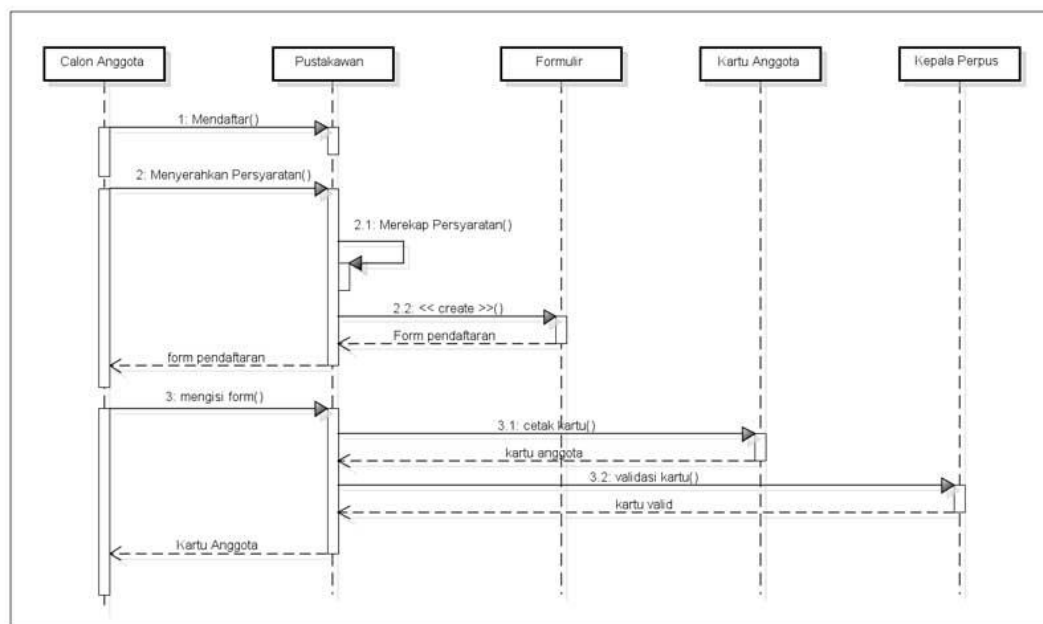 Calon Anggota
Pustakawan
Formulir
Kartu Anggota
Kepala Perpus
1: Mendaftar()
2: Menyerahkan Persyaratan()
2.1: Merekap Persyaratan()
2.2: << create >>()
Form pendaftaran
form pendaftaran
3: mengisi form()
3.1: cetak kartu()
kartu anggota
3.2: validasi kartu()
kartu valid
Kartu Anggota